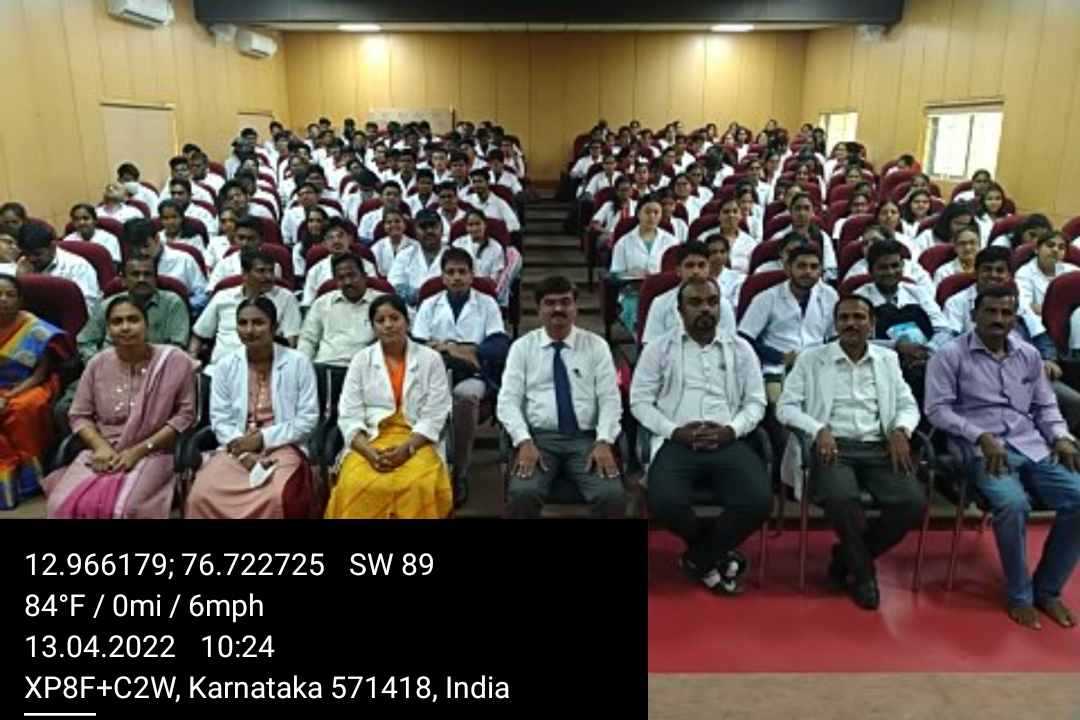 12.966179; 76.722725 SW 89
84°F / 0mi / 6mph
13.04.2022 10:24
XP8F+C2W, Karnataka 571418, India